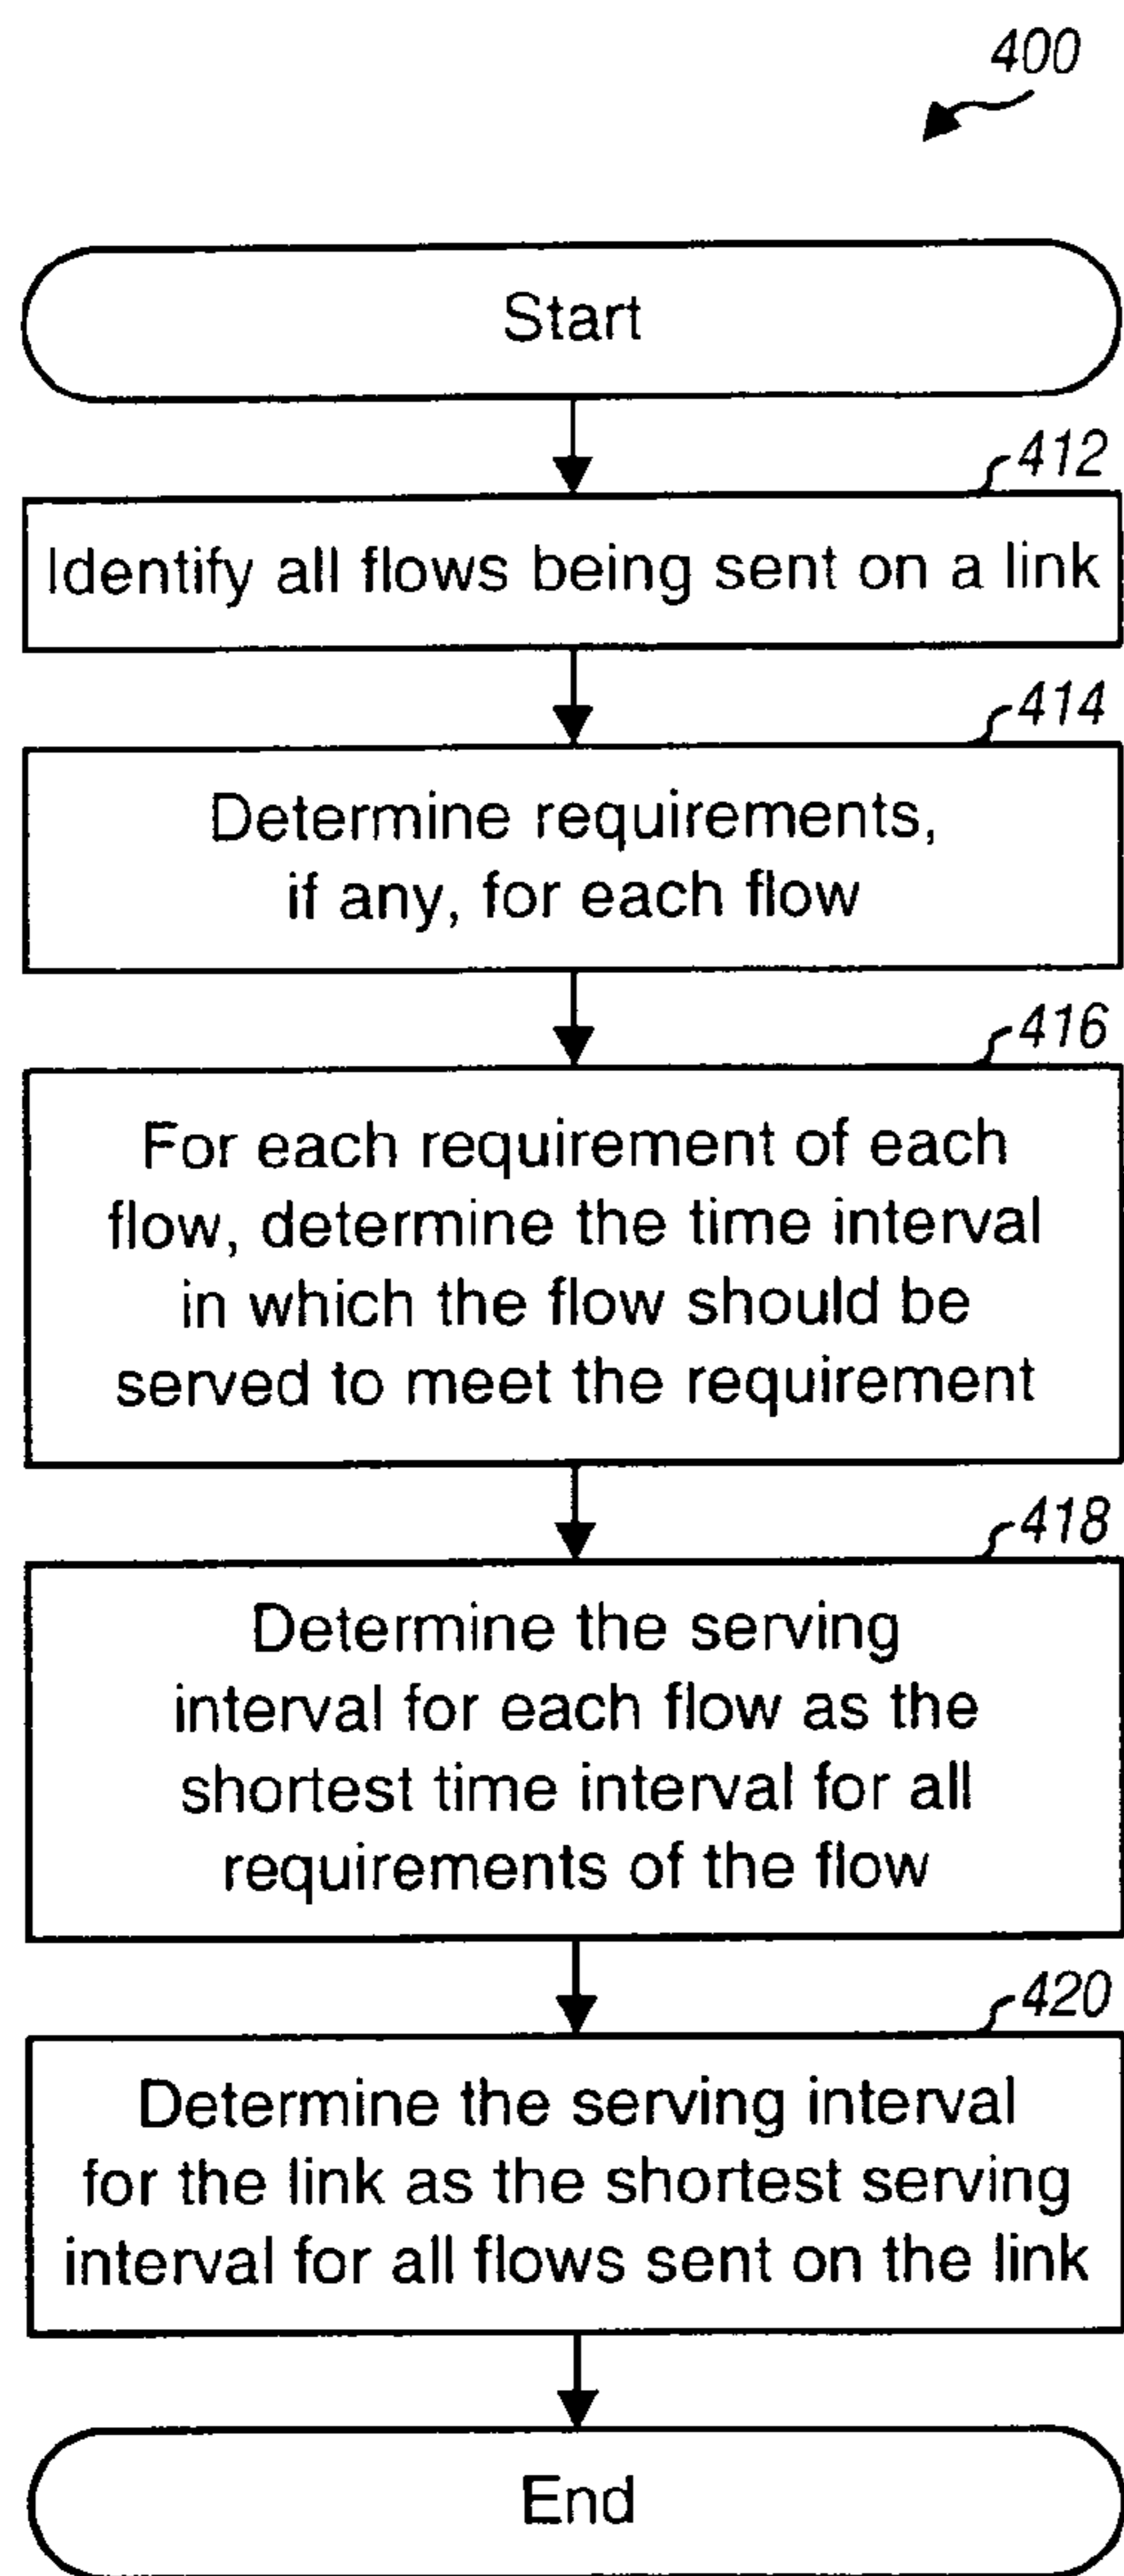 400
Start
412
Identify all flows being sent on a link
414
Determine requirements,
if any, for each flow
416
For each requirement of each
flow, determine the time interval
in which the flow should be
served to meet the requirement
418
Determine the serving
interval for each flow as the
shortest time interval for all
requirements of the flow
420
Determine the serving interval
for the link as the shortest serving
interval for all flows sent on the link
End